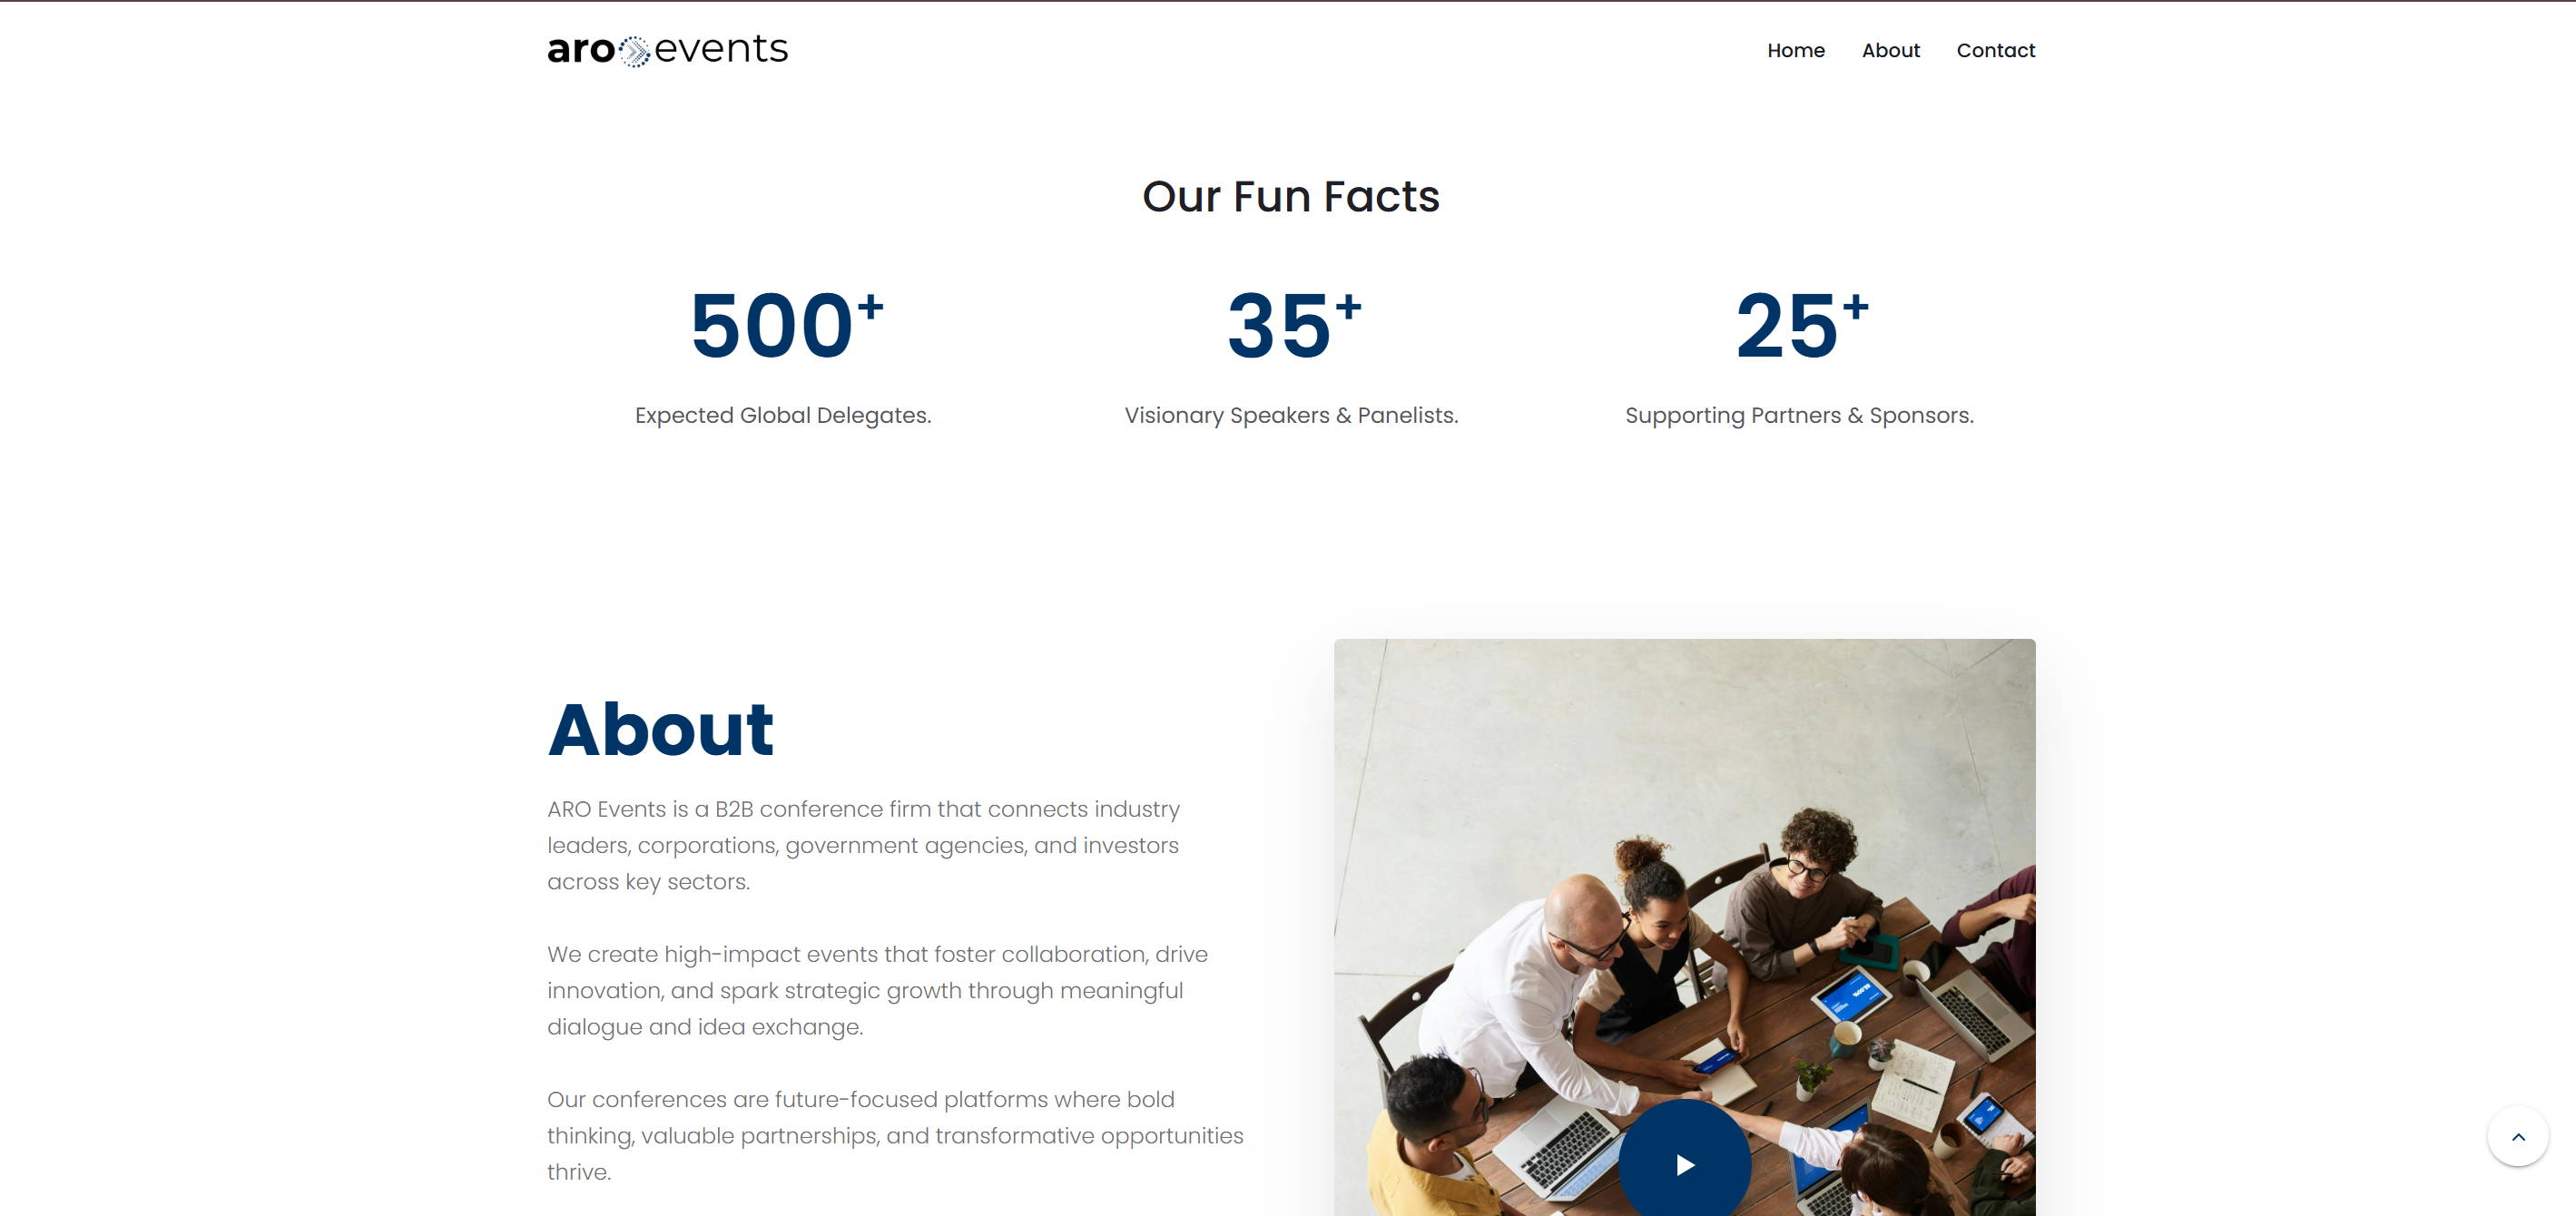 aro events
Home About Contact
Our Fun Facts
500+ 35+ 25+
Expected Global Delegates. Visionary Speakers & Panelists. Supporting Partners & Sponsors.
About
ARO Events is a B2B conference firm that connects industry
leaders, corporations, government agencies, and investors
across key sectors.
We create high-impact events that foster collaboration, drive
innovation, and spark strategic growth through meaningful
dialogue and idea exchange.
Our conferences are future-focused platforms where bold
thinking, valuable partnerships, and transformative opportunities
thrive.